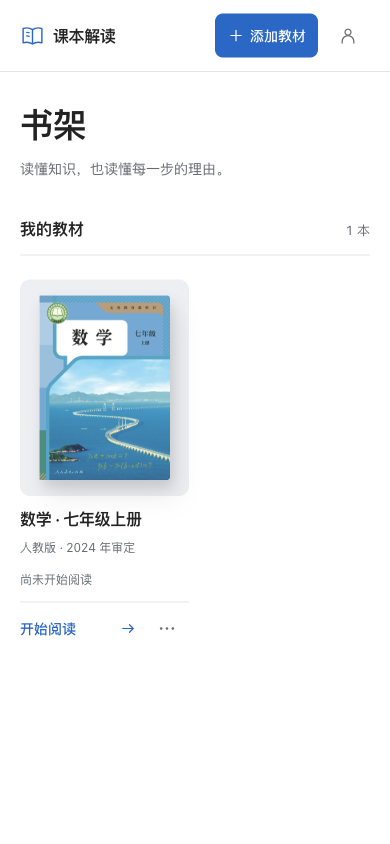 课本解读
添加教材
书架
读懂知识，也读懂每一步的理由。
我的教材
1 本
数学
七年级
上册
数学 · 七年级上册
人教版 · 2024 年审定
尚未开始阅读
开始阅读